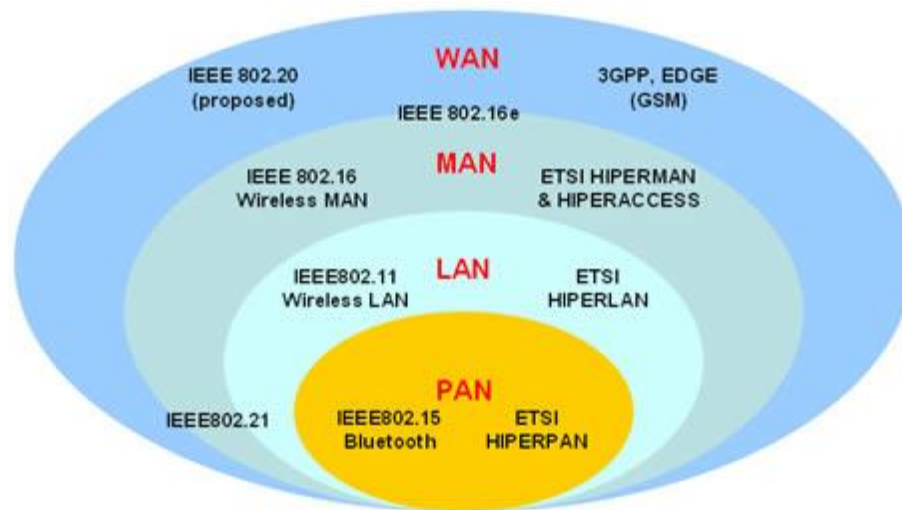 WAN
IEEE 802.20
(proposed)
3GPP, EDGE
(GSM)
IEEE 802.16e
MAN
IEEE 802.16
Wireless MAN
ETSI HIPERMAN
& HIPERACCESS
LAN
IEEE802.11
Wireless LAN
ETSI
HIPERLAN
PAN
IEEE802.21
IEEE802.15
Bluetooth
ETSI
HIPERPAN